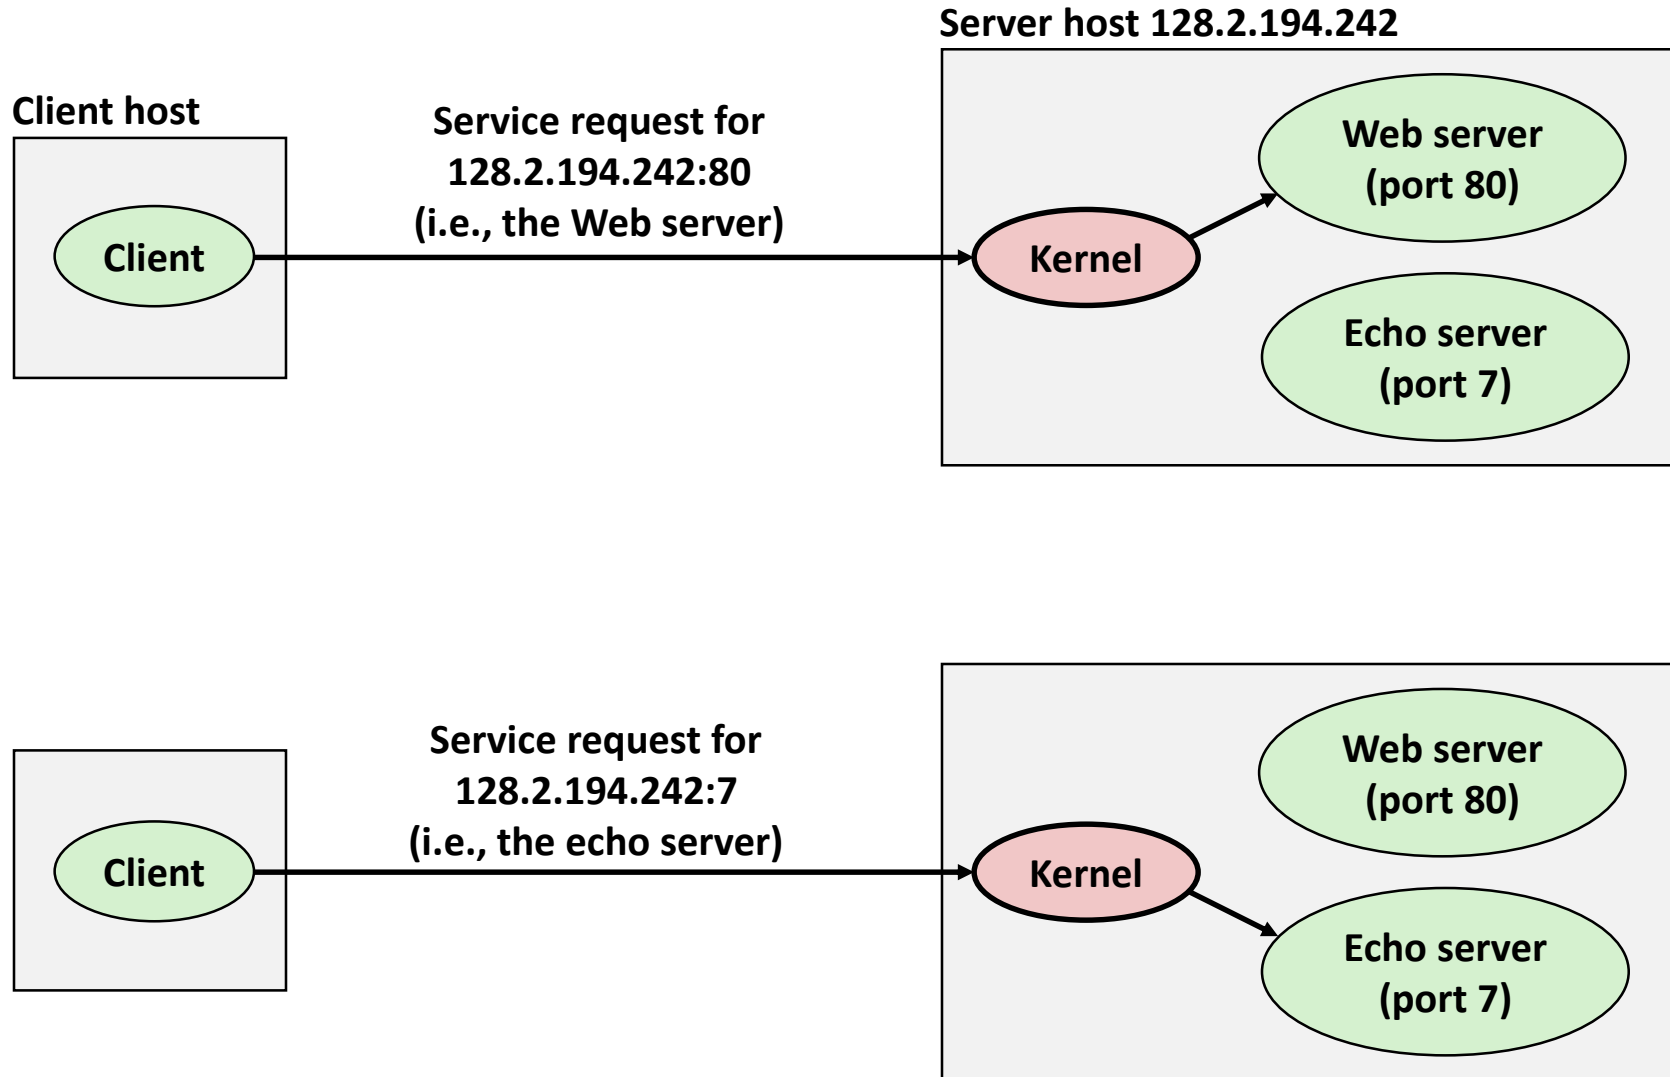 Server host 128.2.194.242
Client host
Service request for
128.2.194.242:80
(i.e., the Web server)
Client
Kernel
Web server
(port 80)
Echo server
(port 7)
Service request for
128.2.194.242:7
(i.e., the echo server)
Client
Kernel
Web server
(port 80)
Echo server
(port 7)